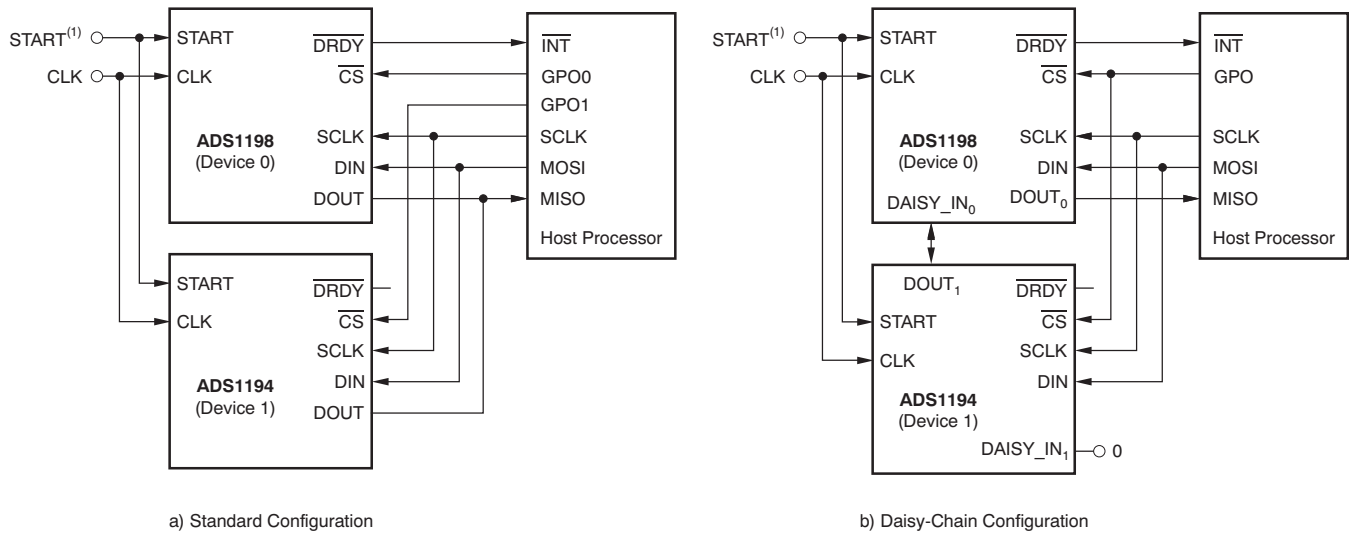 START(1)
CLK
START
CLK
ADS1198
(Device 0)
DRDY
CS
SCLK
DIN
DOUT
INT
GPO0
GPO1
SCLK
MOSI
MISO
Host Processor
START
CLK
ADS1194
(Device 1)
DRDY
CS
SCLK
DIN
DOUT
a) Standard Configuration
START(1)
CLK
START
CLK
ADS1198
(Device 0)
DRDY
CS
SCLK
DIN
DOUT0
DAISY_IN0
INT
GPO
SCLK
MOSI
MISO
Host Processor
DOUT1
START
CLK
ADS1194
(Device 1)
DRDY
CS
SCLK
DIN
DAISY_IN1
0
b) Daisy-Chain Configuration